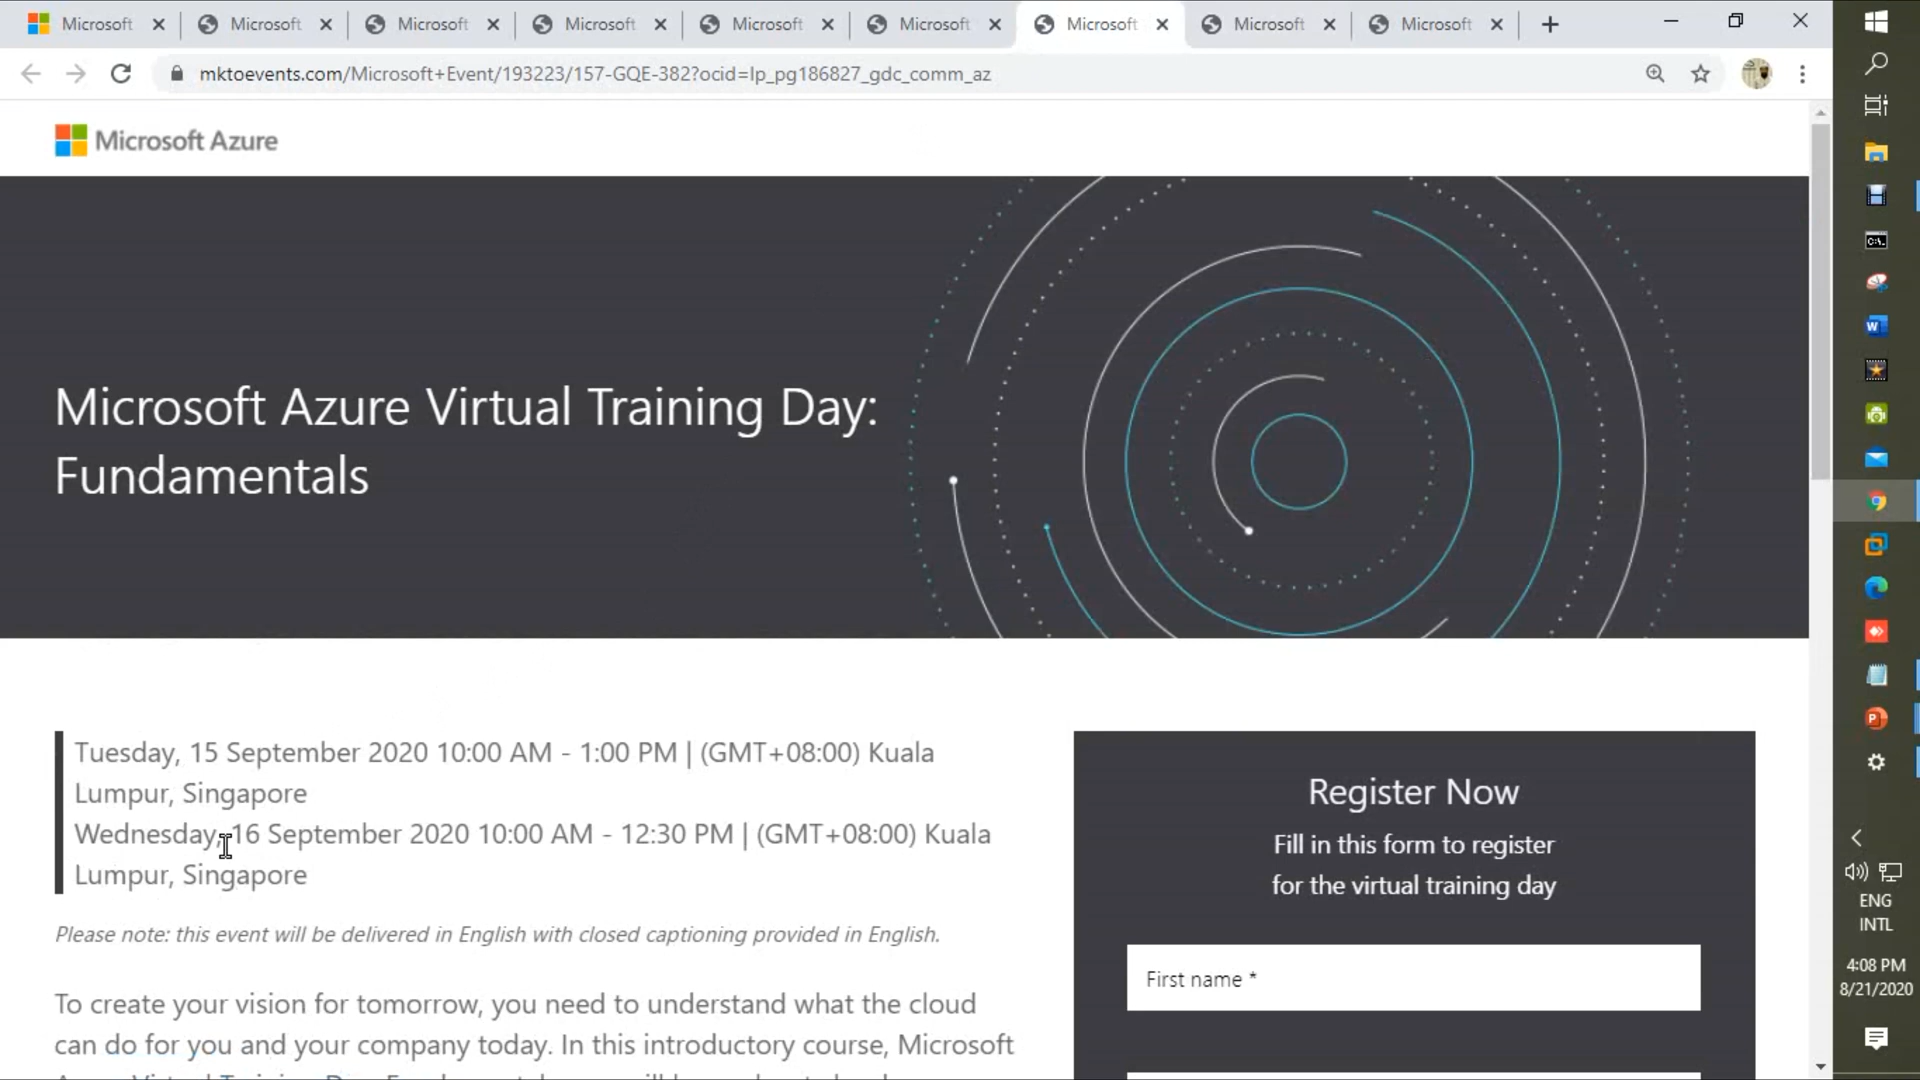 Microsoft
Microsoft
Microsoft
Microsoft
Microsoft
Microsoft
Microsoft
Microsoft
Microsoft
mktoevents.com/Microsoft+Event/193223/157-GQE-382?ocid=lp_pg186827_gdc_comm_az
Microsoft Azure
Microsoft Azure Virtual Training Day:
Fundamentals
Tuesday, 15 September 2020 10:00 AM - 1:00 PM | (GMT+08:00) Kuala
Lumpur, Singapore
Wednesday, 16 September 2020 10:00 AM - 12:30 PM | (GMT+08:00) Kuala
Lumpur, Singapore
Please note: this event will be delivered in English with closed captioning provided in English.
To create your vision for tomorrow, you need to understand what the cloud
can do for you and your company today. In this introductory course, Microsoft
Register Now
Fill in this form to register
for the virtual training day
First name *
ENG
INTL
4:08 PM
8/21/2020